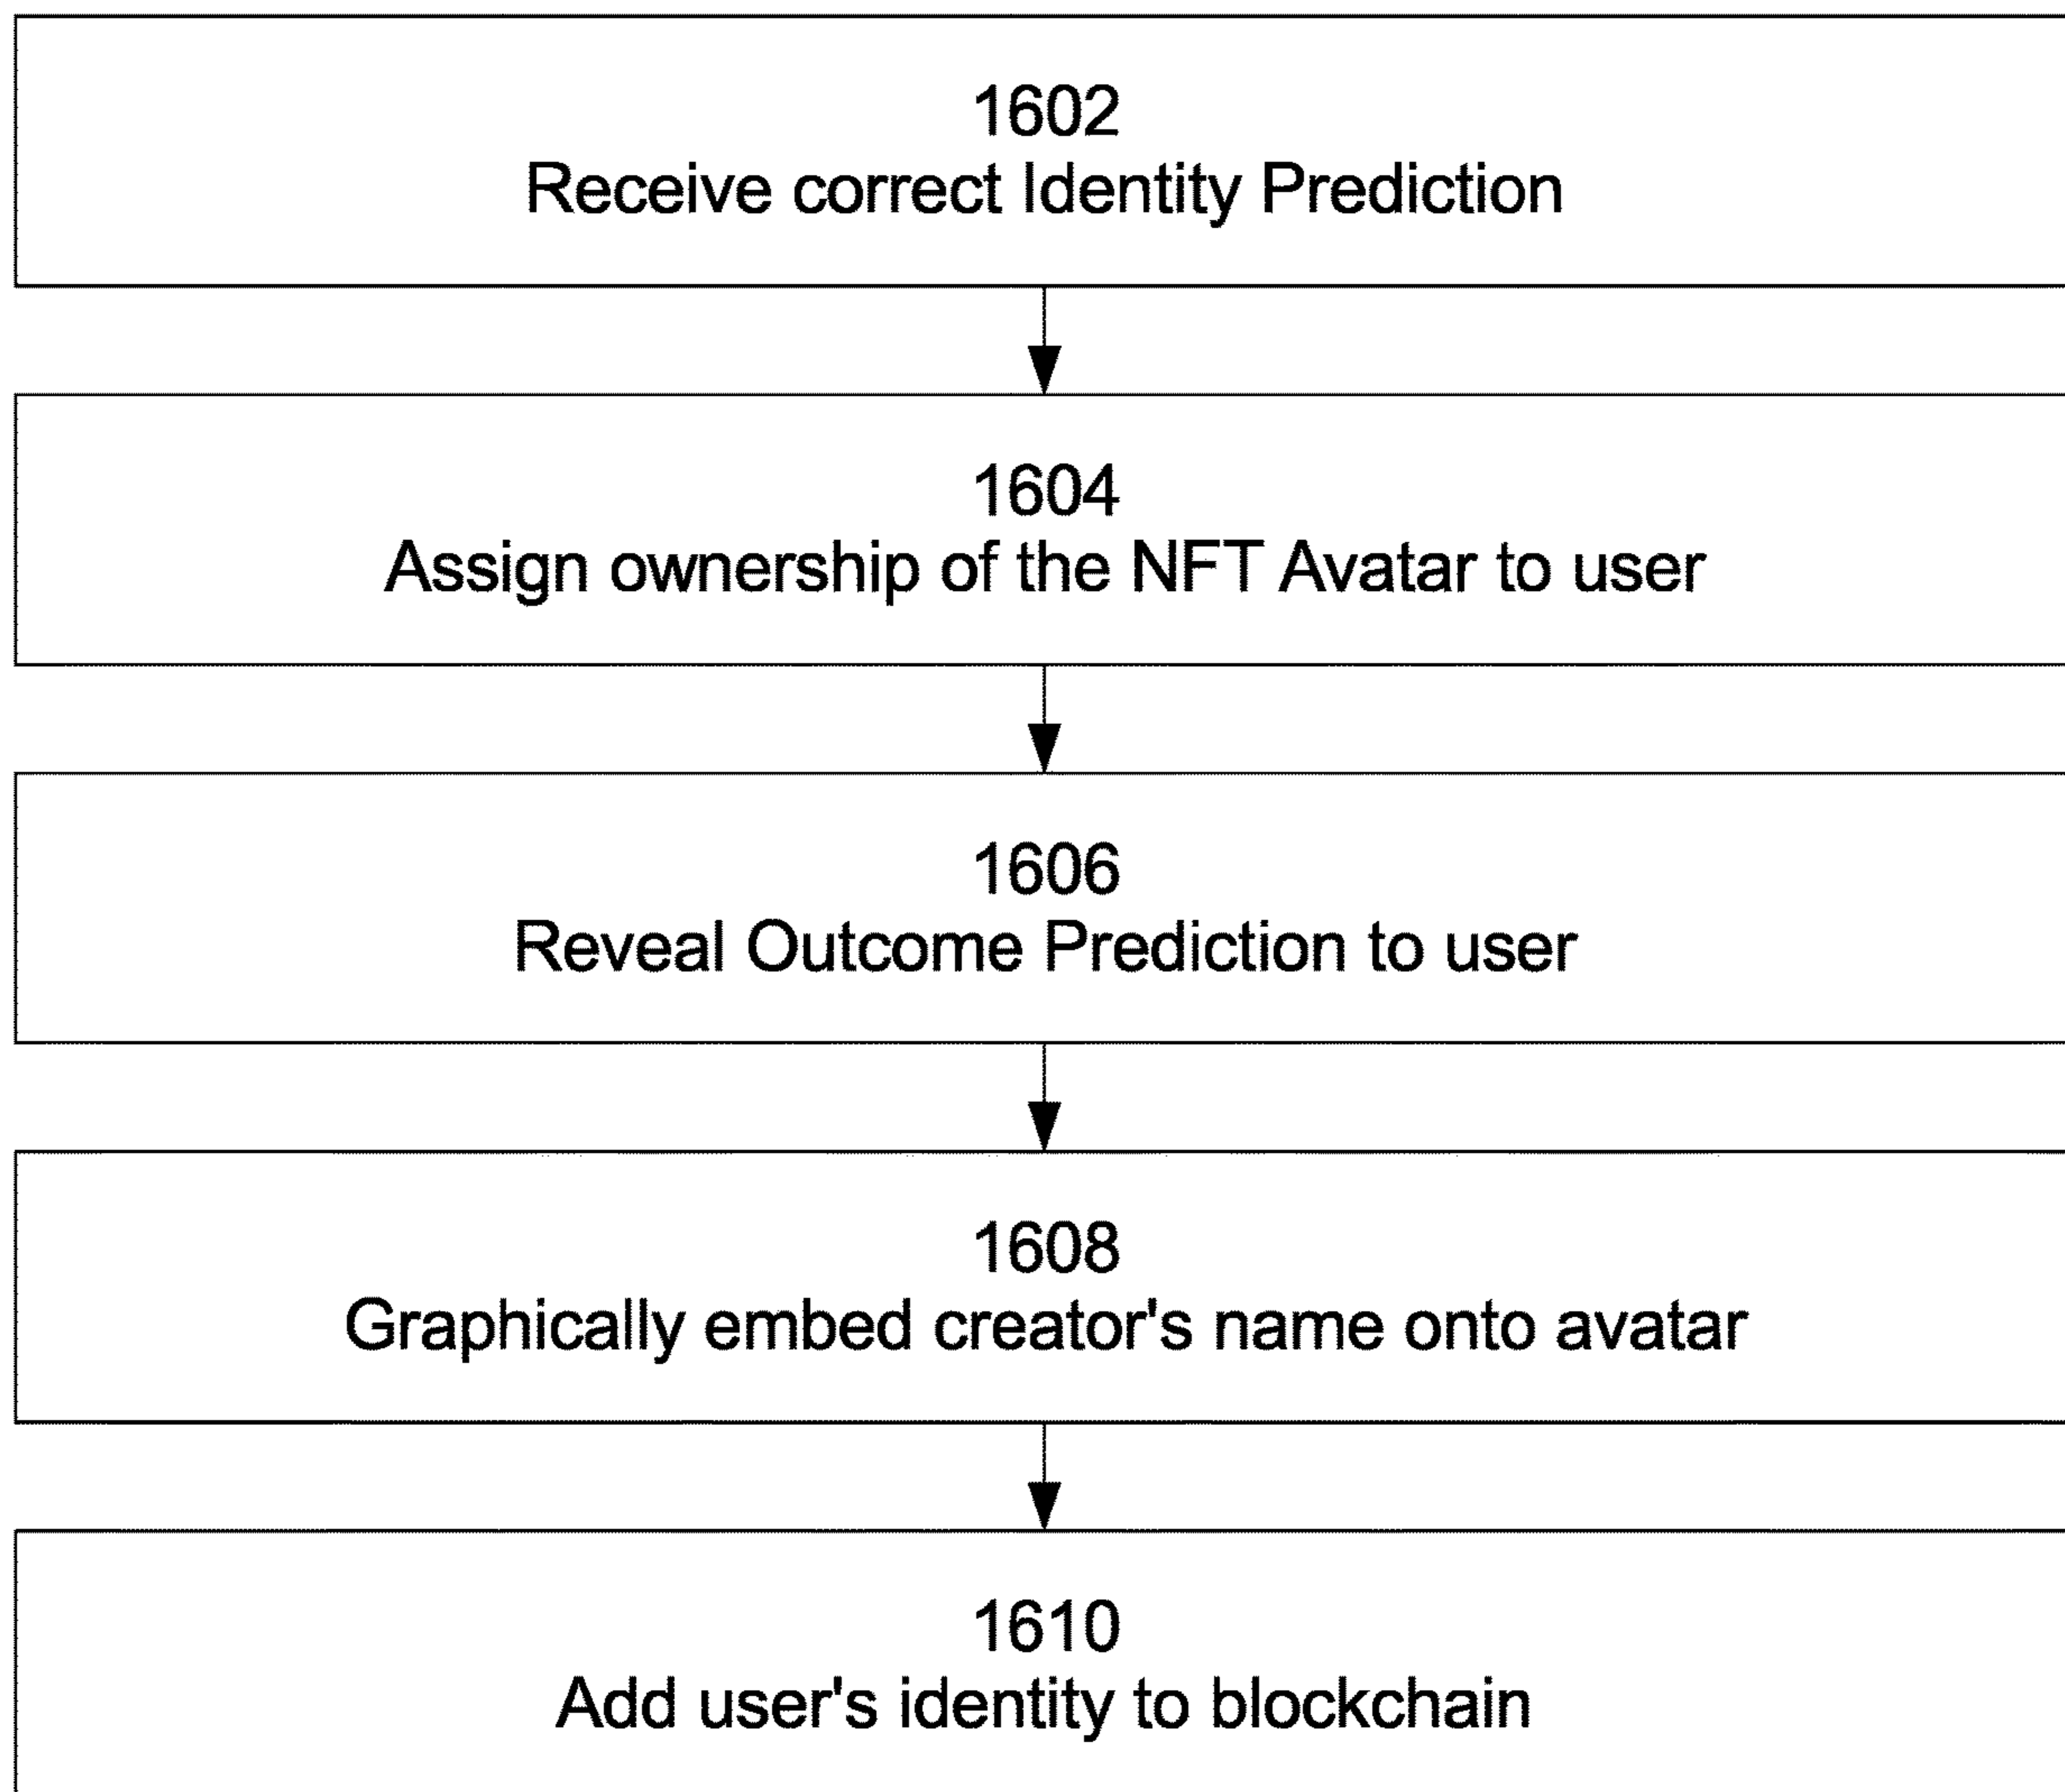 1602
Receive correct Identity Prediction
1604
Assign ownership of the NFT Avatar to user
1606
Reveal Outcome Prediction to user
1608
Graphically embed creator's name onto avatar
1610
Add user's identity to blockchain